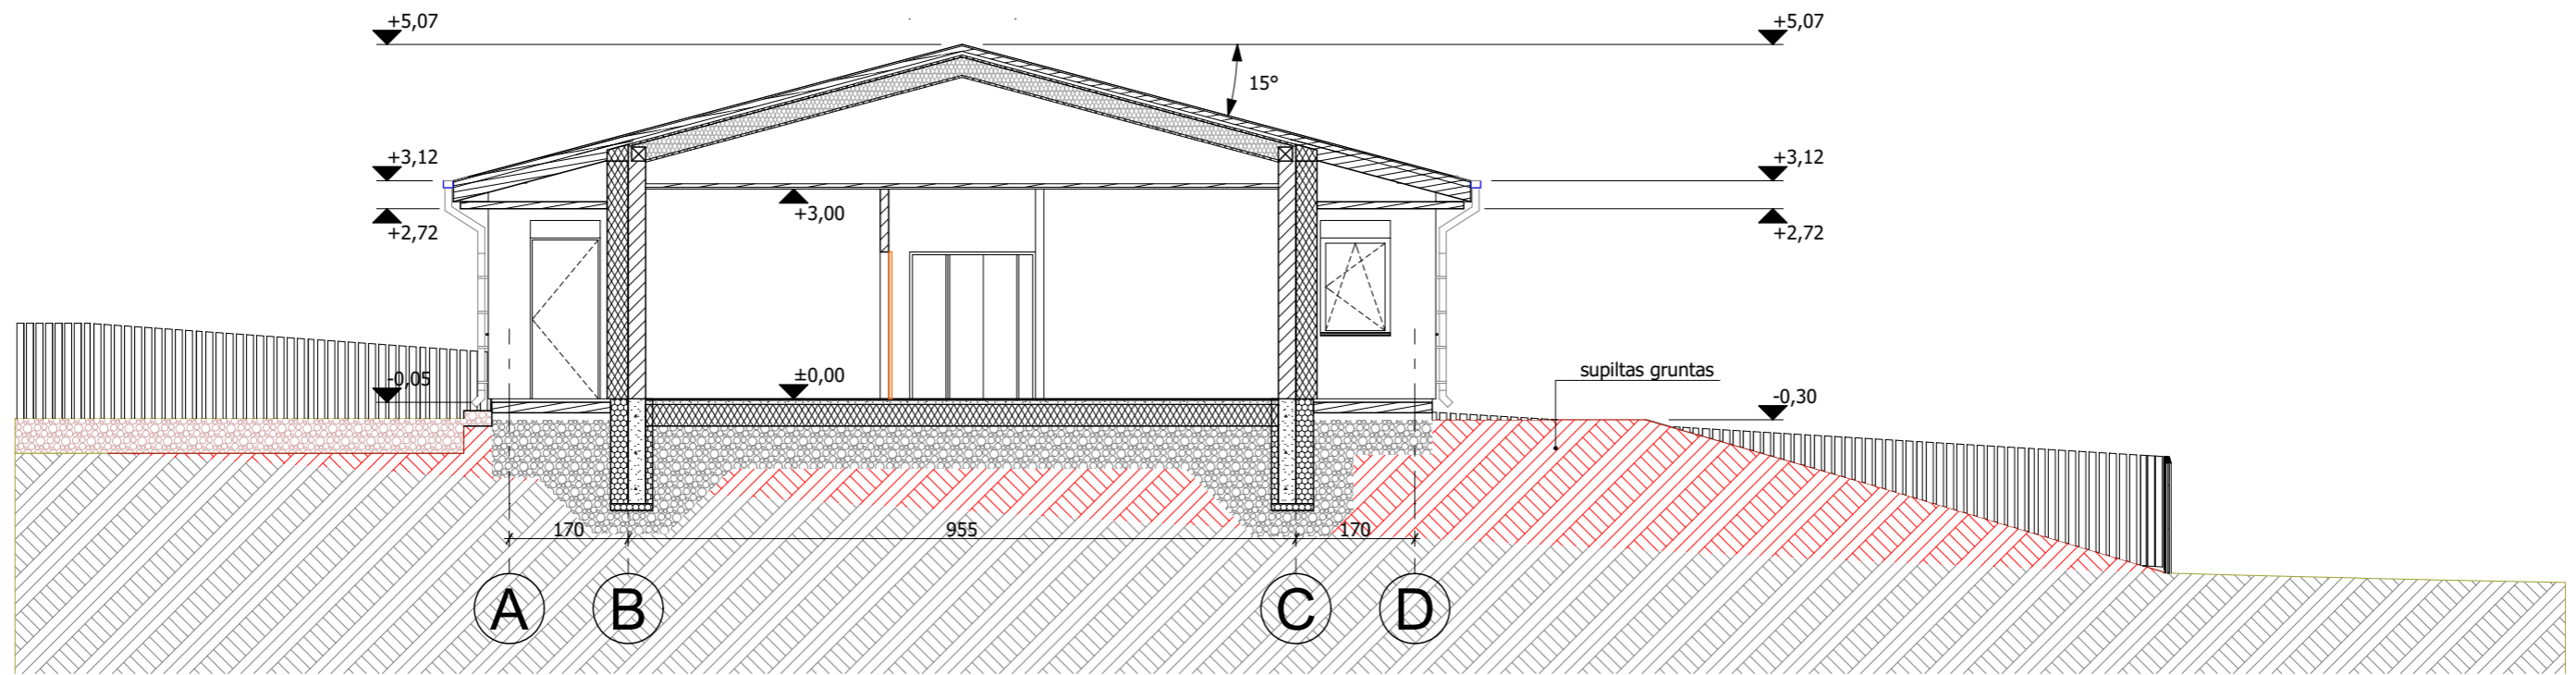 +5,07
+5,07
15°
+3,12
+3,12
+3,00
+2,72
+2,72
-0,05
±0,00
supiltas gruntas
-0,30
170
955
170
A
B
C
D